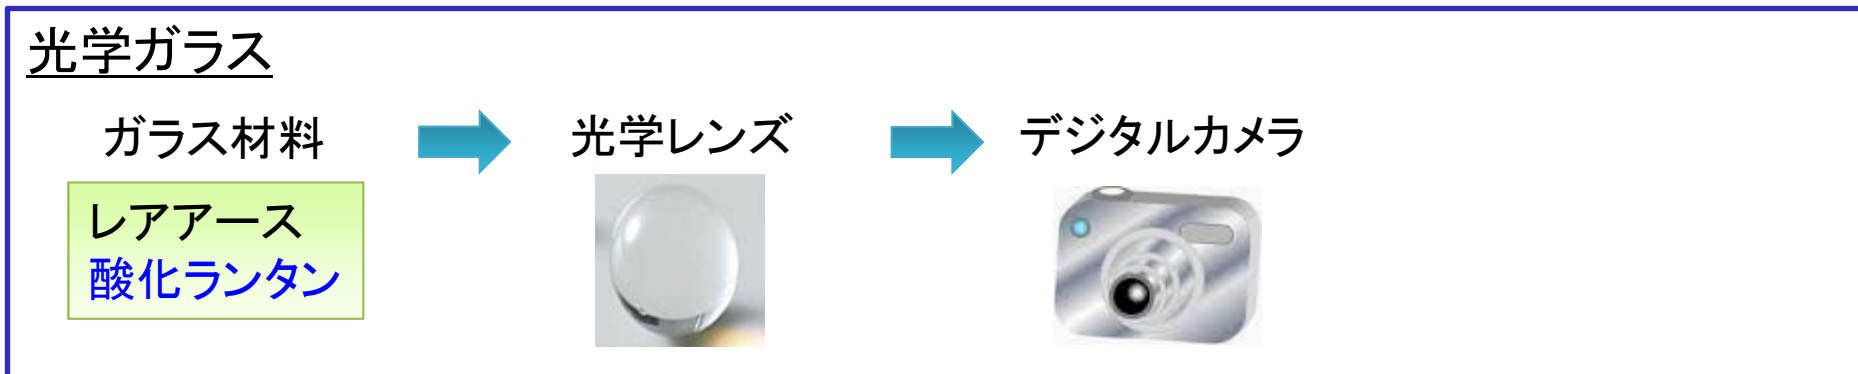 光学ガラス
ガラス材料
光学レンズ
デジタルカメラ
レアアース
酸化ランタン